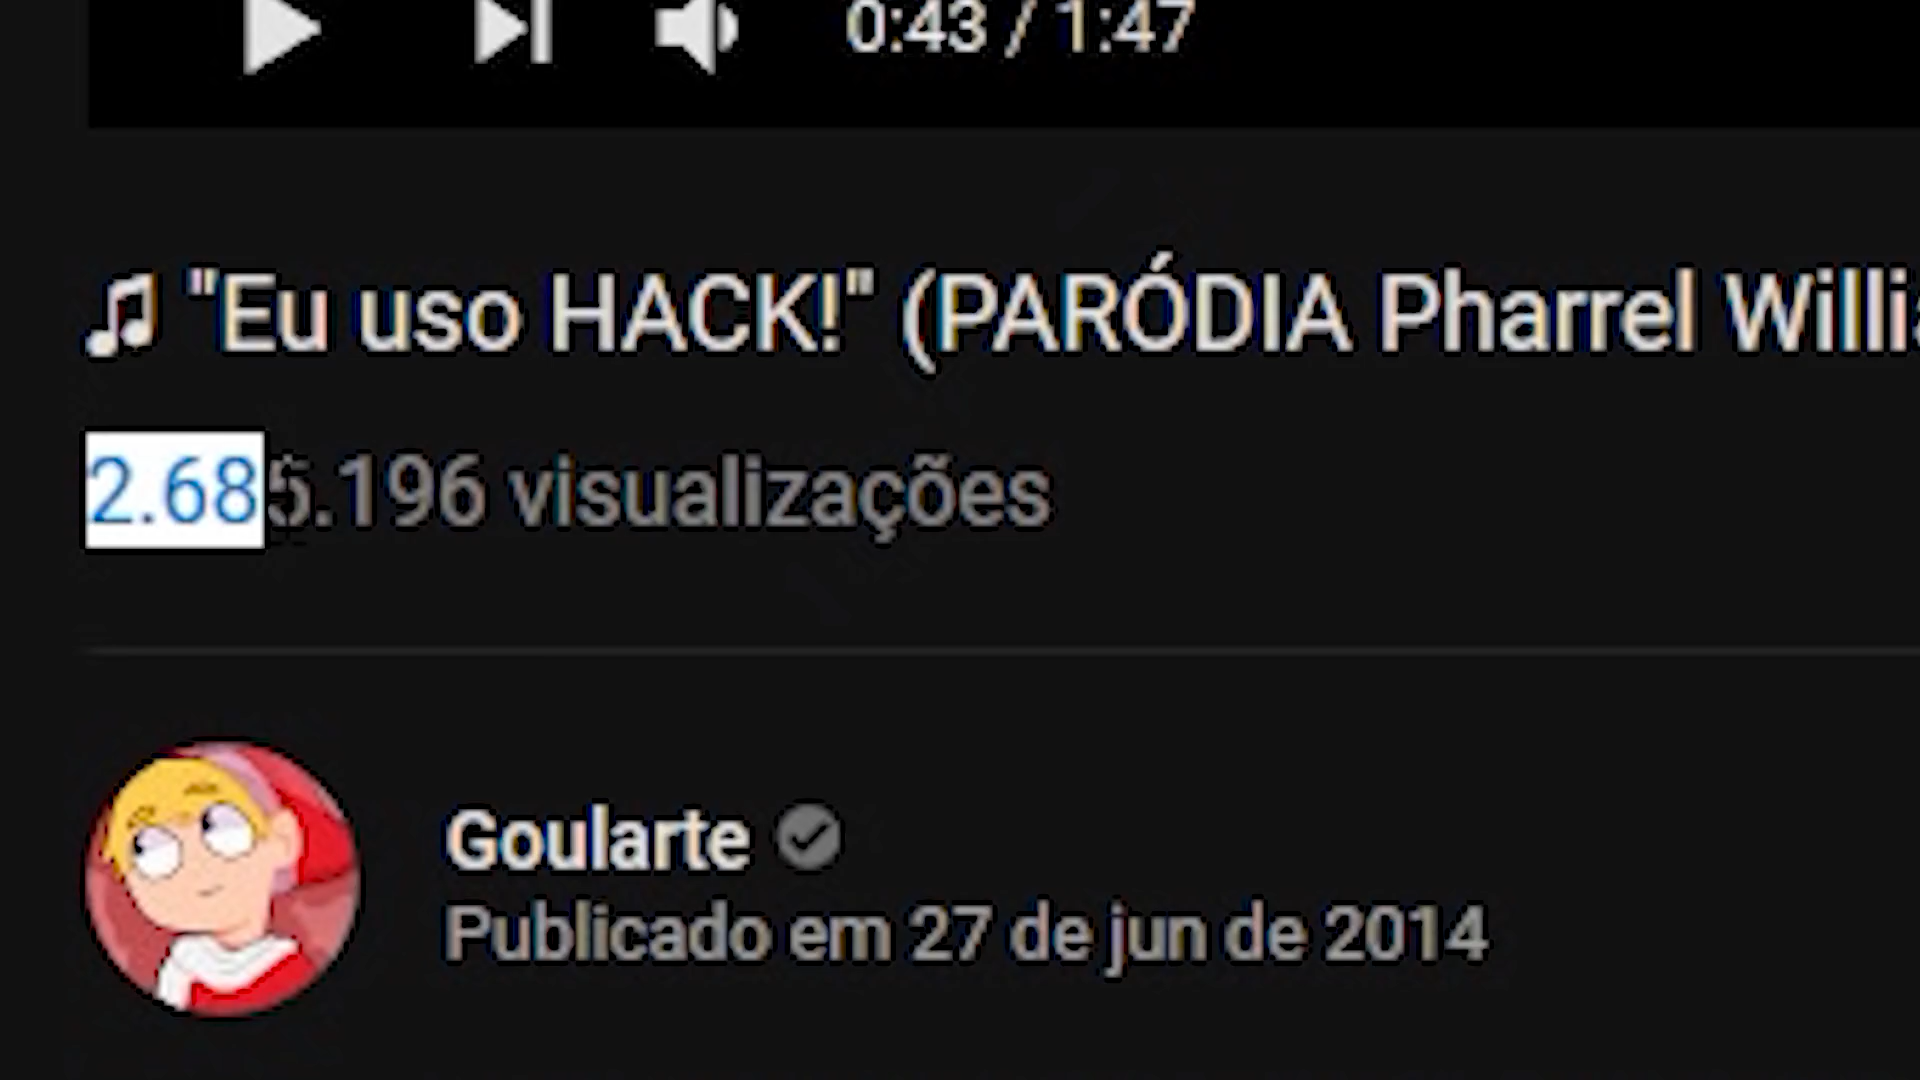 0:43 / 1:47
♫ "Eu uso HACK!" (PARÓDIA Pharrel Willi
2.685.196 visualizações
Goularte
Publicado em 27 de jun de 2014